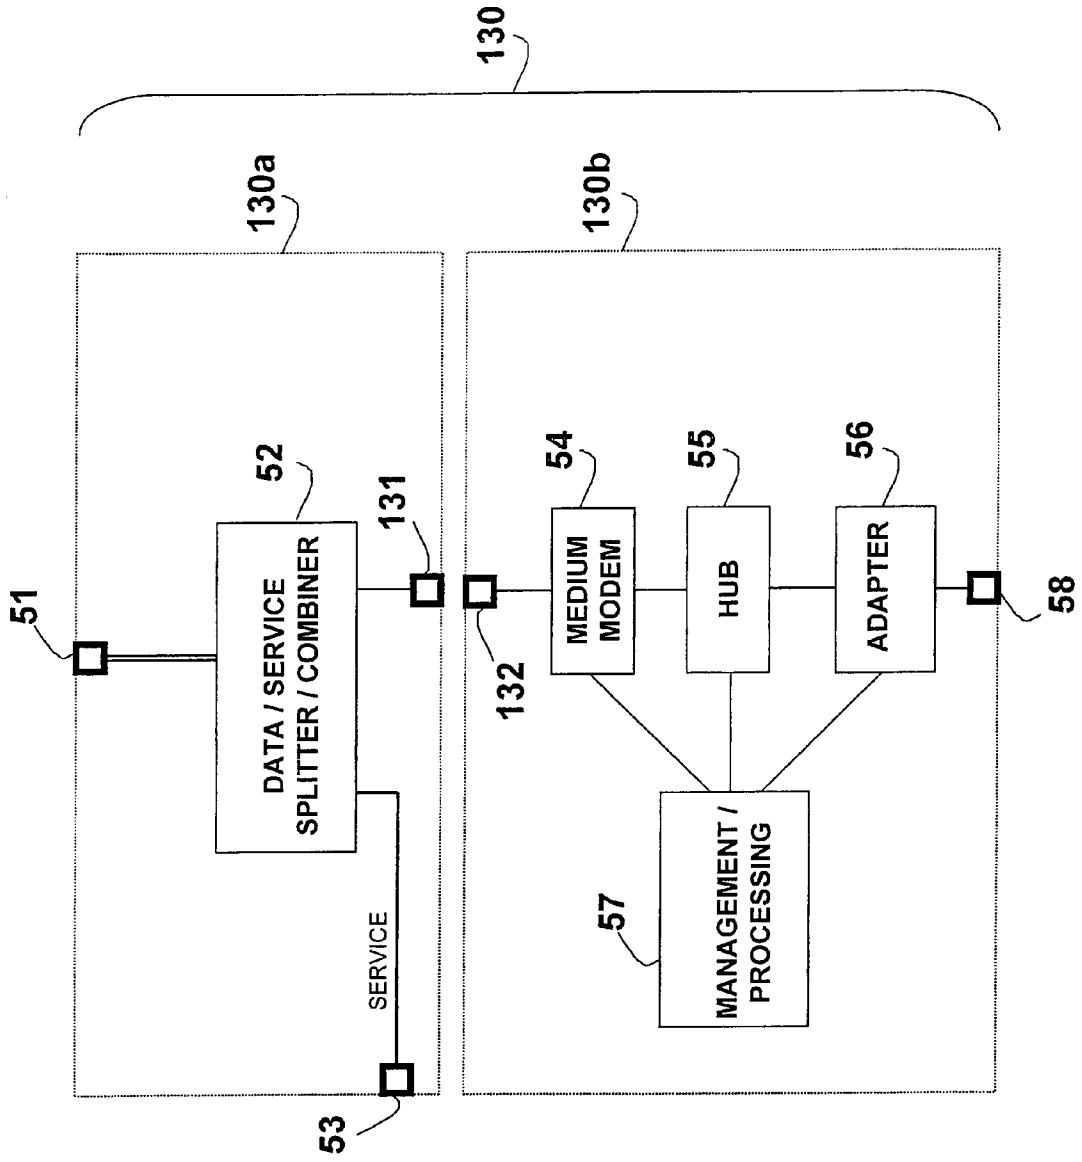 130
130a
51
52
DATA / SERVICE
SPLITTER / COMBINER
SERVICE
53
131
130b
132
54
MEDIUM
MODEM
55
HUB
56
ADAPTER
57
MANAGEMENT /
PROCESSING
58